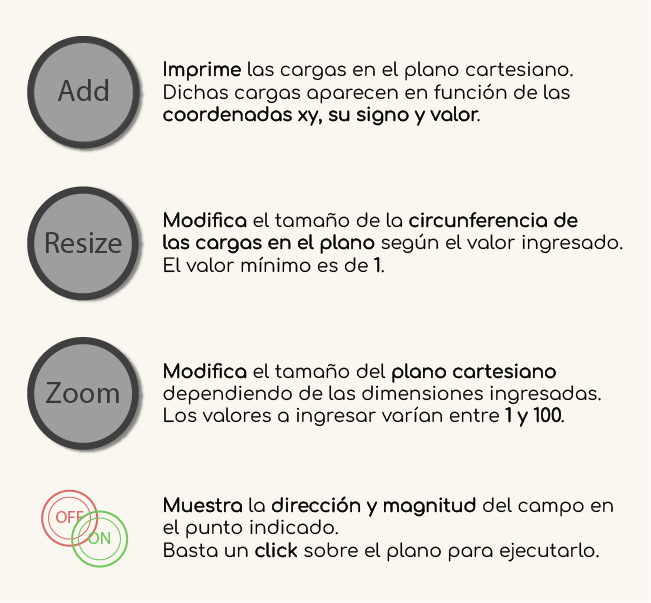 Add
Imprime las cargas en el plano cartesiano.
Dichas cargas aparecen en función de las
coordenadas xy, su signo y valor.
Resize
Modifica el tamaño de la circunferencia de
las cargas en el plano según el valor ingresado.
El valor mínimo es de 1.
Zoom
Modifica el tamaño del plano cartesiano
dependiendo de las dimensiones ingresadas.
Los valores a ingresar varían entre 1 y 100.
OFF
ON
Muestra la dirección y magnitud del campo en
el punto indicado.
Basta un click sobre el plano para ejecutarlo.